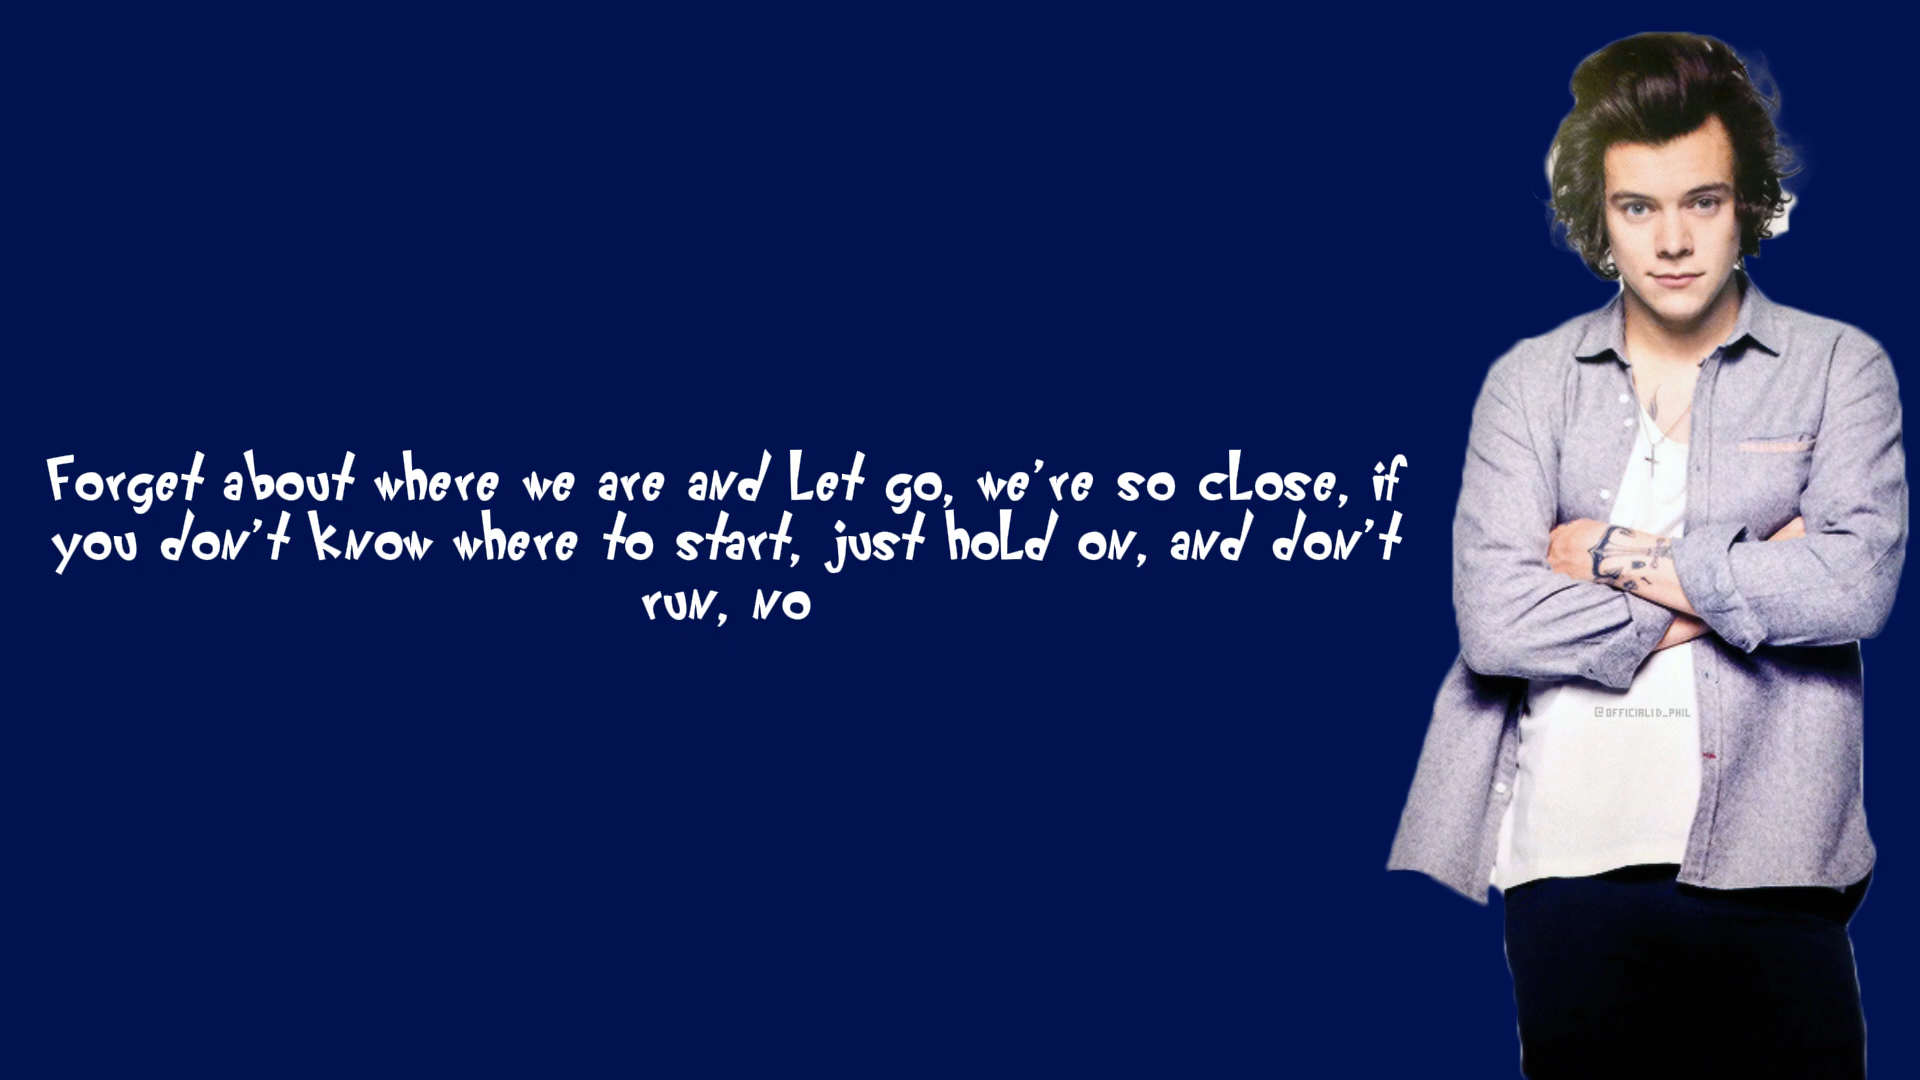 Forget about where we are and Let go, we're so close, if
you don't know where to start, just hold on, and don't
run, no
@OFFICIAL1D_PHIL